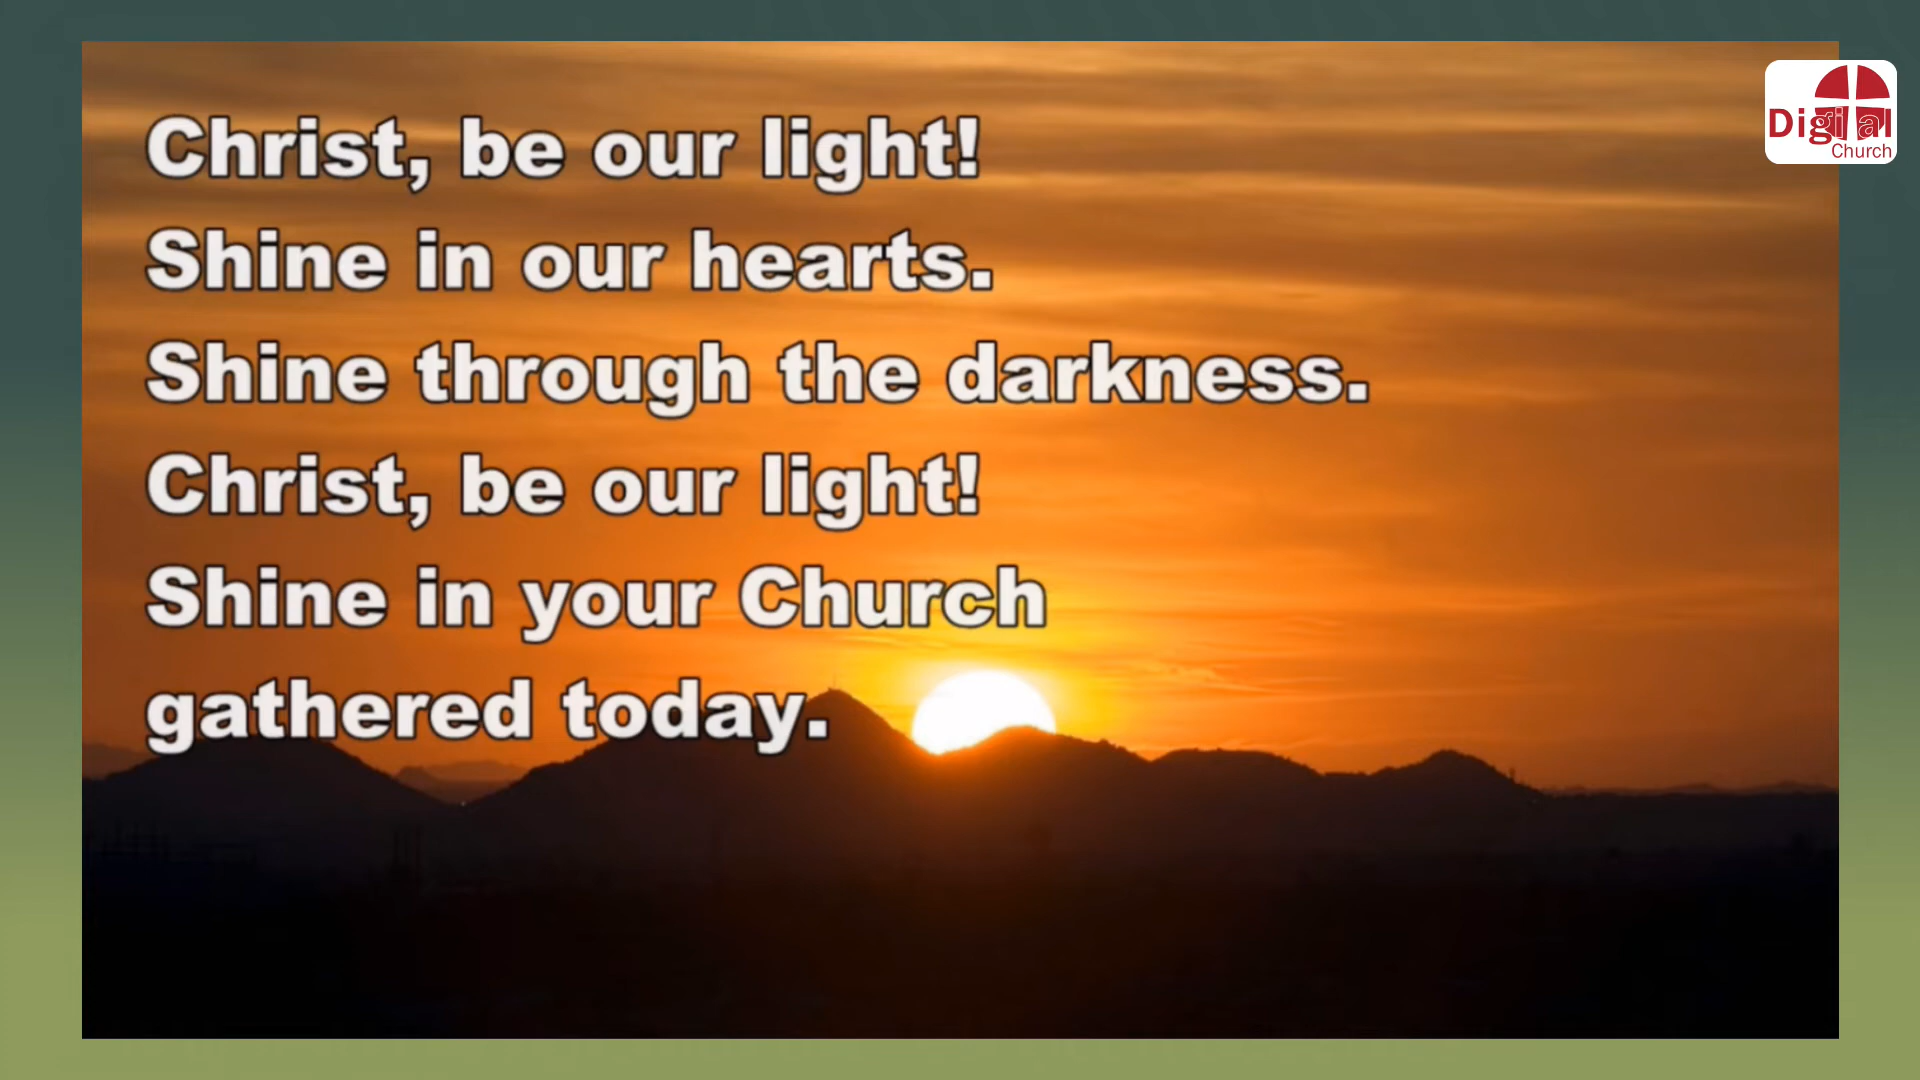 Christ, be our light!
Shine in our hearts.
Shine through the darkness.
Christ, be our light!
Shine in your Church
gathered today.
Digital
Church